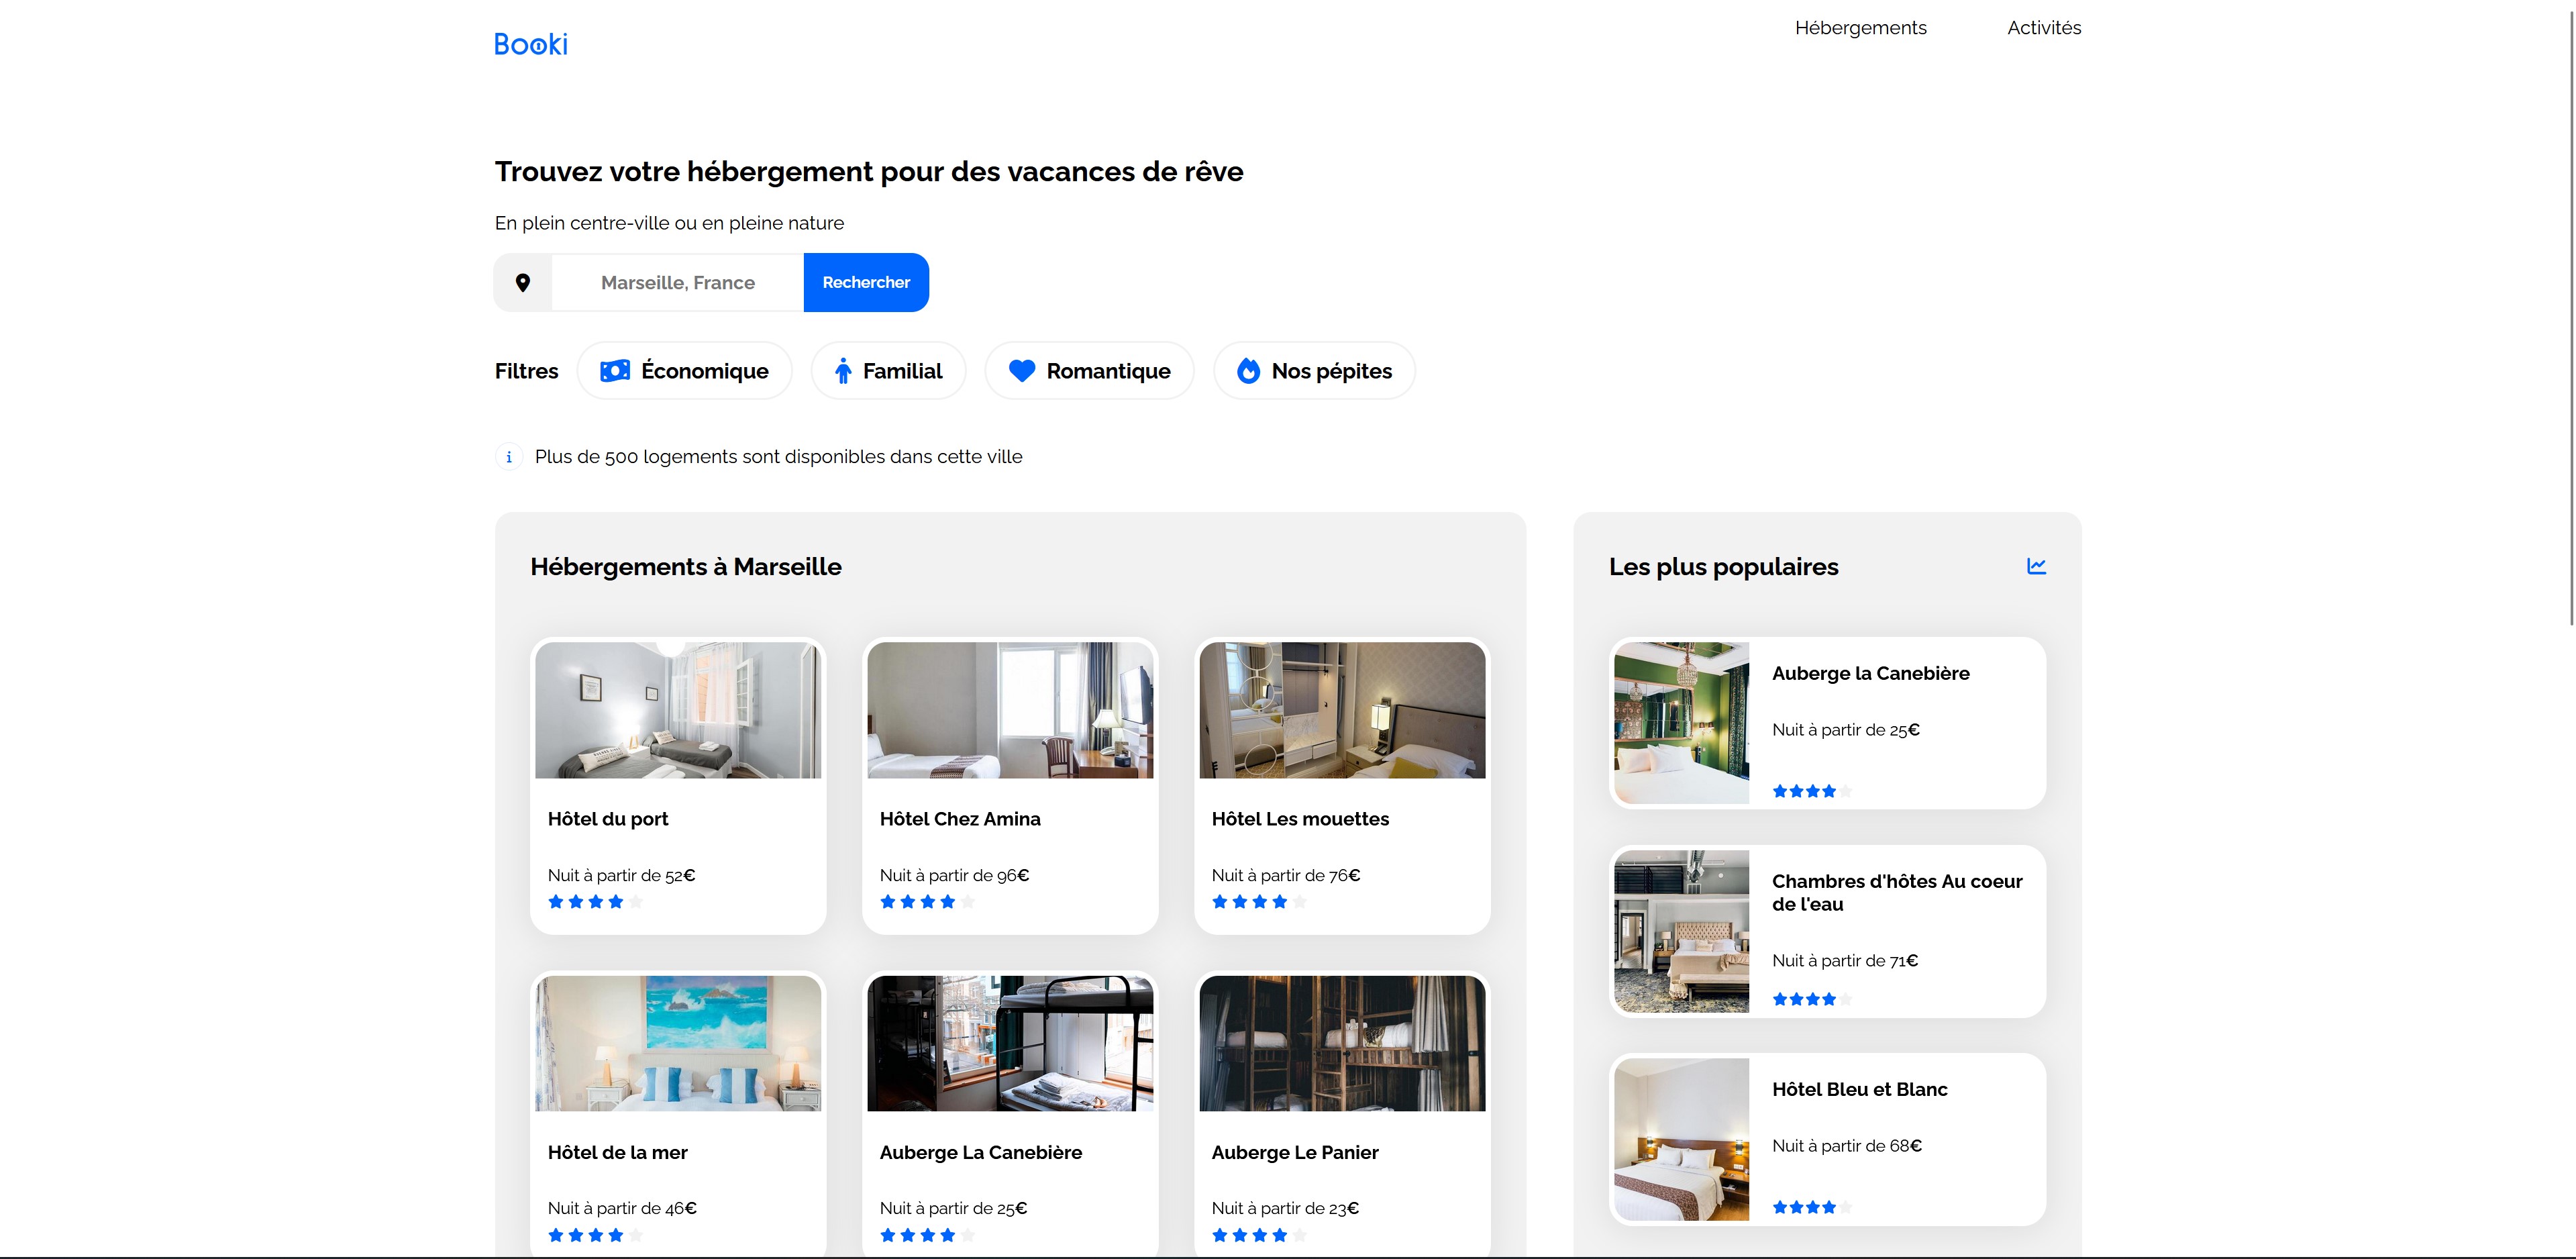 Booki
Hébergements
Activités
Trouvez votre hébergement pour des vacances de rêve
En plein centre-ville ou en pleine nature
Marseille, France
Rechercher
Filtres
Économique
Familial
Romantique
Nos pépites
Plus de 500 logements sont disponibles dans cette ville
Hébergements à Marseille
Hôtel du port
Nuit à partir de 52€
Hôtel Chez Amina
Nuit à partir de 96€
Hôtel Les mouettes
Nuit à partir de 76€
Hôtel de la mer
Nuit à partir de 46€
Auberge La Canebière
Nuit à partir de 25€
Auberge Le Panier
Nuit à partir de 23€
Les plus populaires
Auberge la Canebière
Nuit à partir de 25€
Chambres d'hôtes Au coeur
de l'eau
Nuit à partir de 71€
Hôtel Bleu et Blanc
Nuit à partir de 68€